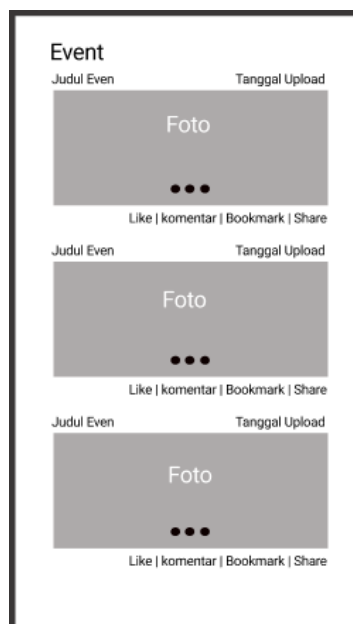 Event
Judul Even Tanggal Upload
Foto
Like | komentar | Bookmark | Share
Judul Even Tanggal Upload
Foto
Like | komentar | Bookmark | Share
Judul Even Tanggal Upload
Foto
Like | komentar | Bookmark | Share